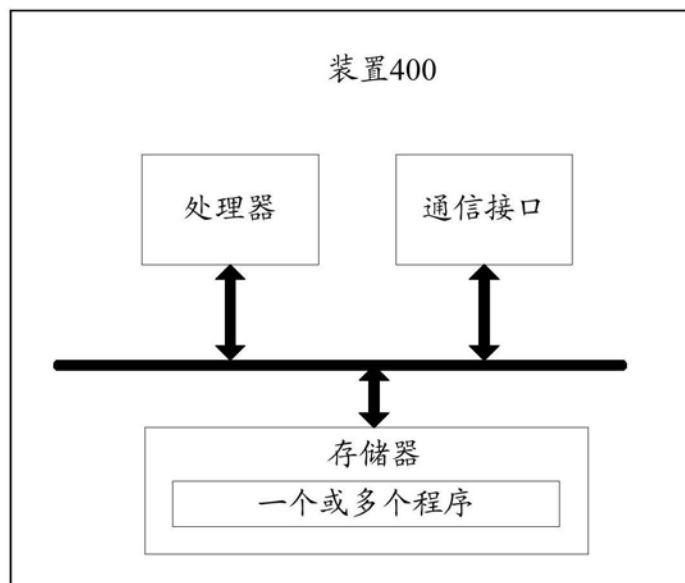 装置400
处理器
通信接口
存储器
一个或多个程序